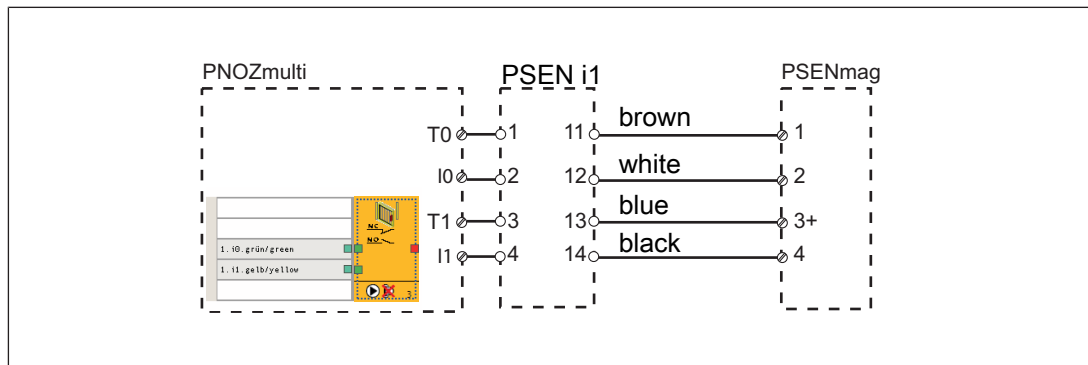 PNOZmulti
PSEN i1
PSENmag
T0 1 11 brown 1
I0 2 12 white 2
T1 3 13 blue 3+
I1 4 14 black 4
NC
NO
1. i0.grün/green
1. i1.gelb/yellow
3